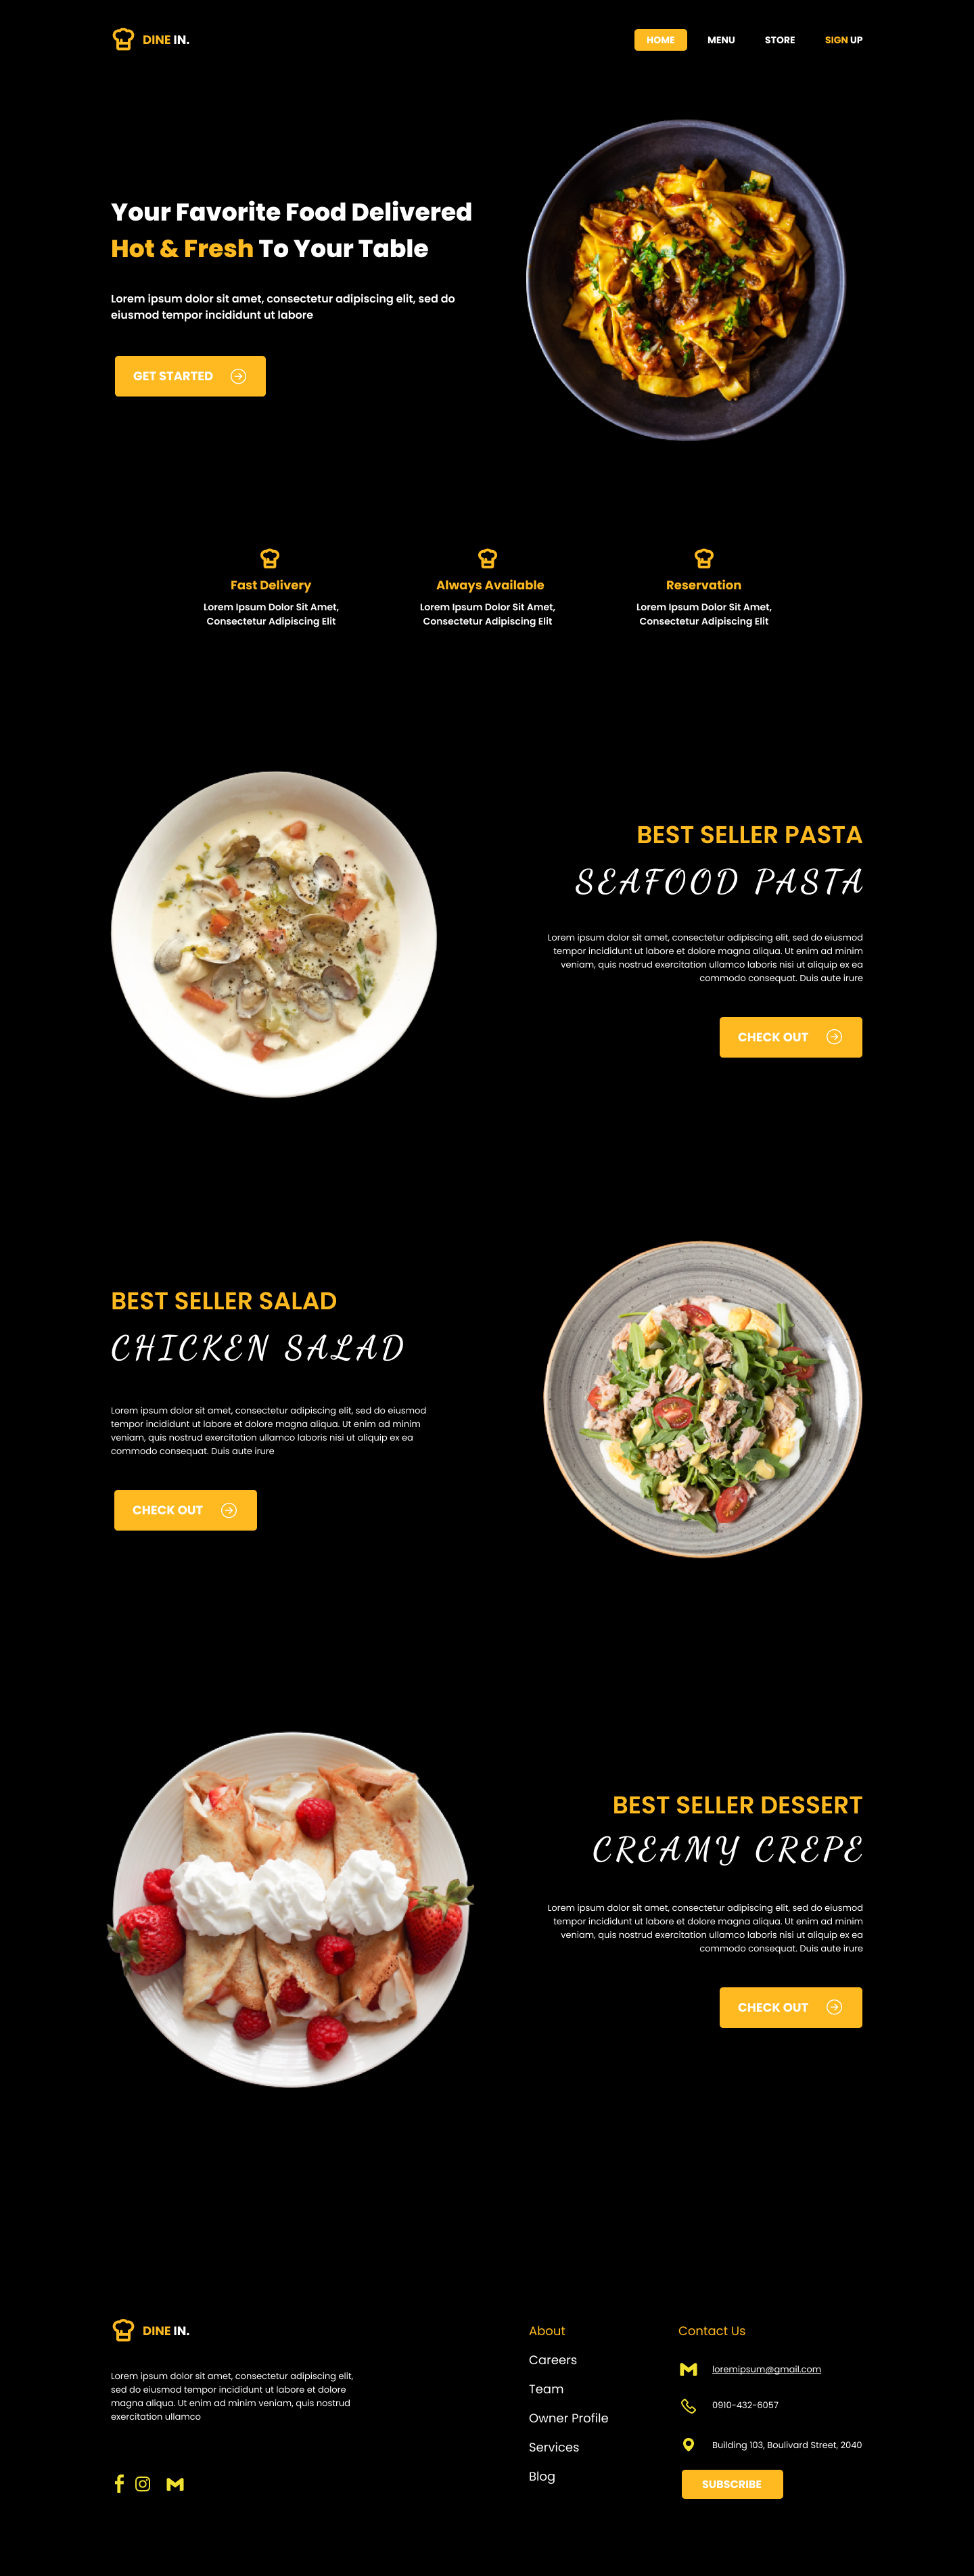 DINE IN.
HOME MENU STORE SIGN UP
Your Favorite Food Delivered
Hot & Fresh To Your Table
Lorem ipsum dolor sit amet, consectetur adipiscing elit, sed do
eiusmod tempor incididunt ut labore
GET STARTED
Fast Delivery
Lorem Ipsum Dolor Sit Amet,
Consectetur Adipiscing Elit
Always Available
Lorem Ipsum Dolor Sit Amet,
Consectetur Adipiscing Elit
Reservation
Lorem Ipsum Dolor Sit Amet,
Consectetur Adipiscing Elit
BEST SELLER PASTA
SEAFOOD PASTA
Lorem ipsum dolor sit amet, consectetur adipiscing elit, sed do eiusmod
tempor incididunt ut labore et dolore magna aliqua. Ut enim ad minim
veniam, quis nostrud exercitation ullamco laboris nisi ut aliquip ex ea
commodo consequat. Duis aute irure
CHECK OUT
BEST SELLER SALAD
CHICKEN SALAD
Lorem ipsum dolor sit amet, consectetur adipiscing elit, sed do eiusmod
tempor incididunt ut labore et dolore magna aliqua. Ut enim ad minim
veniam, quis nostrud exercitation ullamco laboris nisi ut aliquip ex ea
commodo consequat. Duis aute irure
CHECK OUT
BEST SELLER DESSERT
CREAMY CREPE
Lorem ipsum dolor sit amet, consectetur adipiscing elit, sed do eiusmod
tempor incididunt ut labore et dolore magna aliqua. Ut enim ad minim
veniam, quis nostrud exercitation ullamco laboris nisi ut aliquip ex ea
commodo consequat. Duis aute irure
CHECK OUT
DINE IN.
Lorem ipsum dolor sit amet, consectetur adipiscing elit,
sed do eiusmod tempor incididunt ut labore et dolore
magna aliqua. Ut enim ad minim veniam, quis nostrud
exercitation ullamco
About
Careers
Team
Owner Profile
Services
Blog
Contact Us
loremipsum@gmail.com
0910-432-6057
Building 103, Boulivard Street, 2040
SUBSCRIBE